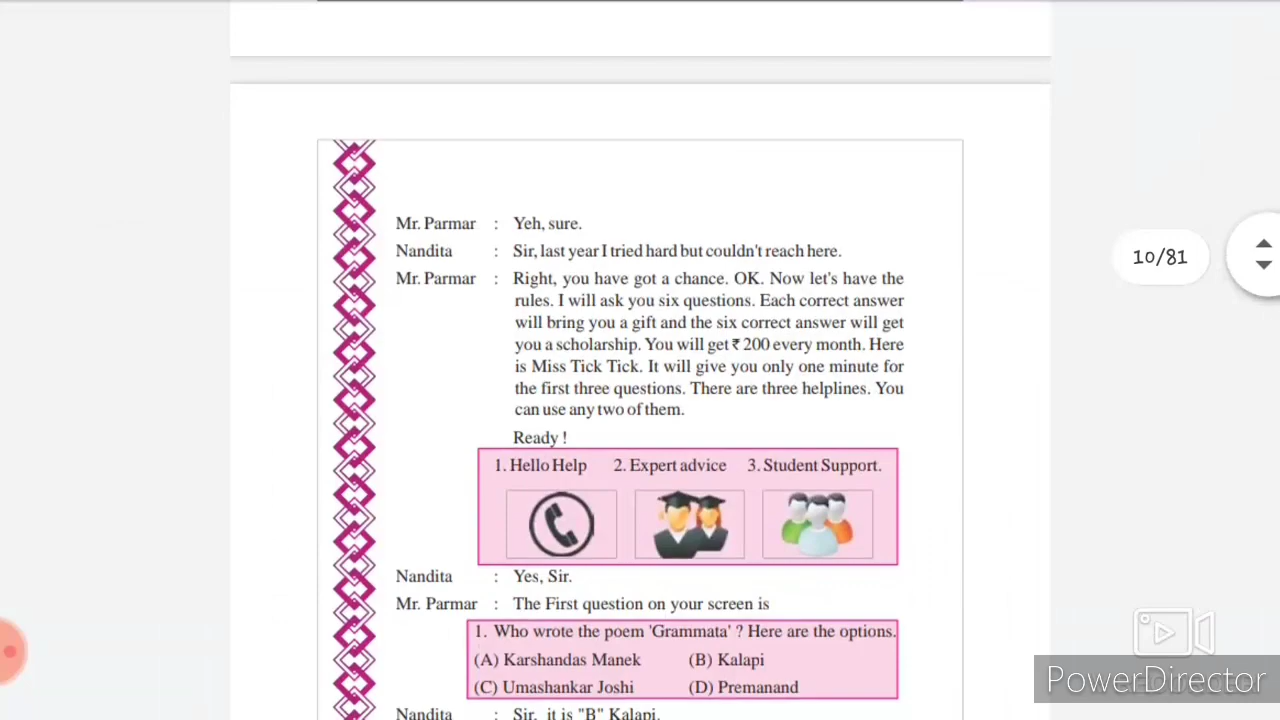 Mr. Parmar : Yeh, sure.
Nandita : Sir, last year I tried hard but couldn't reach here.
Mr. Parmar : Right, you have got a chance. OK. Now let's have the
rules. I will ask you six questions. Each correct answer
will bring you a gift and the six correct answer will get
you a scholarship. You will get ₹ 200 every month. Here
is Miss Tick Tick. It will give you only one minute for
the first three questions. There are three helplines. You
can use any two of them.
Ready !
1. Hello Help 2. Expert advice 3. Student Support.
Nandita : Yes, Sir.
Mr. Parmar : The First question on your screen is
1. Who wrote the poem 'Grammata' ? Here are the options.
(A) Karshandas Manek (B) Kalapi
(C) Umashankar Joshi (D) Premanand
Nandita : Sir, it is "B" Kalapi.
10/81
PowerDirector